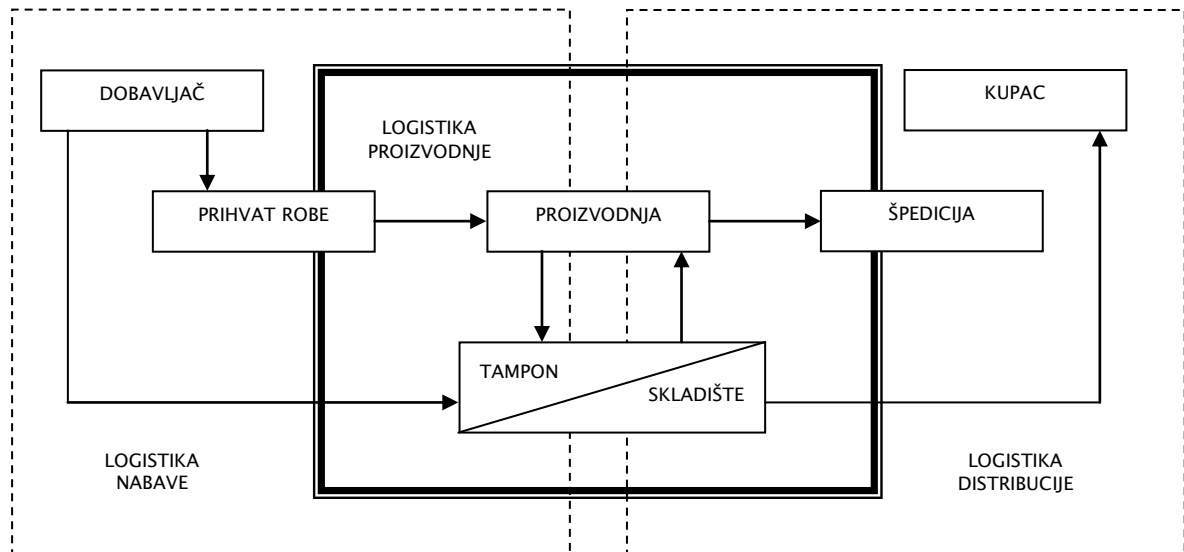 DOBAVLJAČ
KUPAC
LOGISTIKA
PROIZVODNJE
PRIHVAT ROBE
PROIZVODNJA
ŠPEDICIJA
TAMPON
SKLADIŠTE
LOGISTIKA
NABAVE
LOGISTIKA
DISTRIBUCIJE